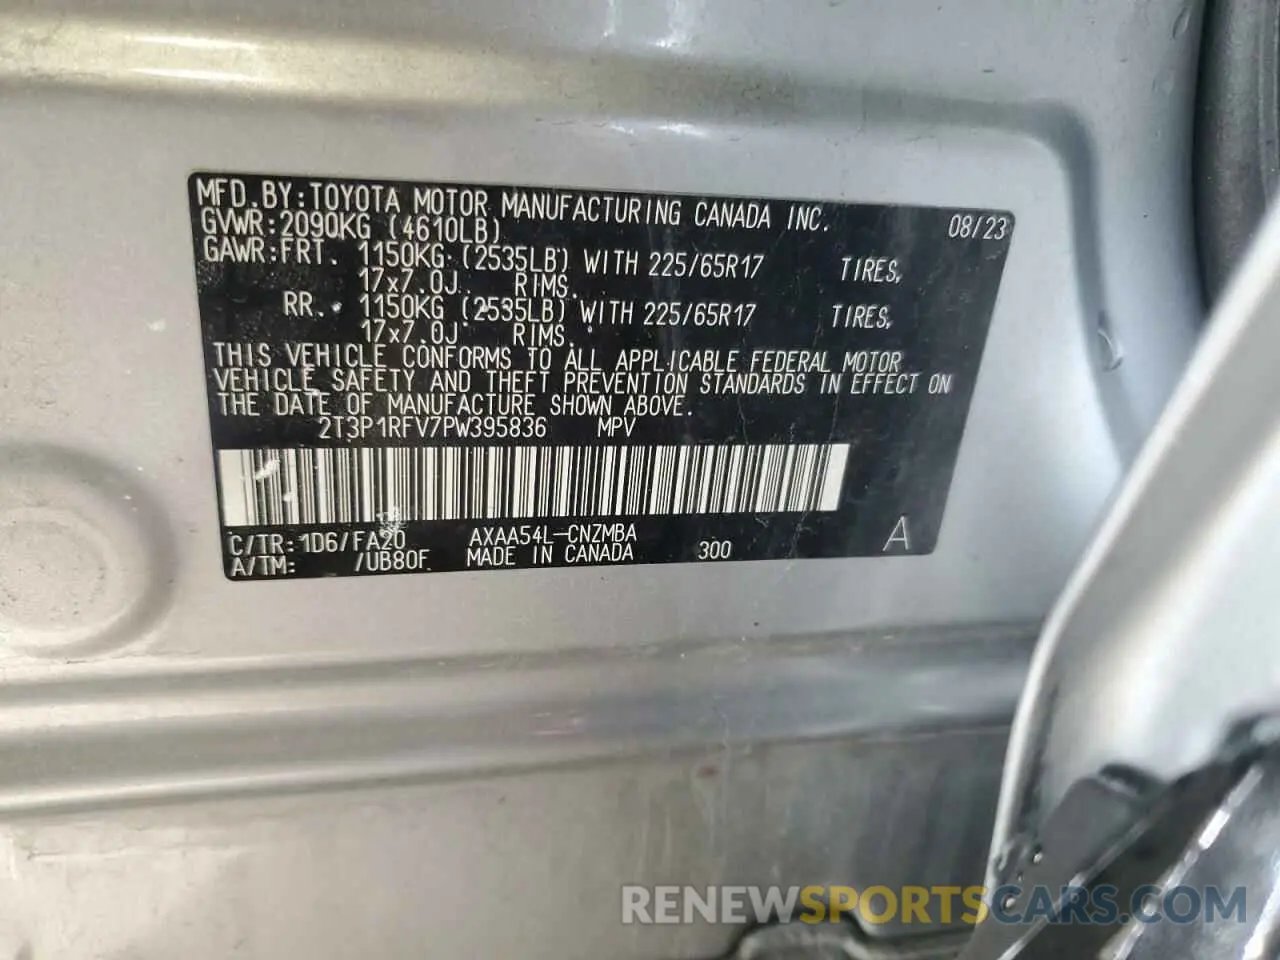 MFD.BY:TOYOTA MOTOR MANUFACTURING CANADA INC. 08/23
GVWR:2090KG (4610LB)
GAWR:FRT. 1150KG (2535LB) WITH 225/65R17 TIRES,
17x7.0J RIMS.
RR. 1150KG (2535LB) WITH 225/65R17 TIRES,
17x7.0J RIMS.
THIS VEHICLE CONFORMS TO ALL APPLICABLE FEDERAL MOTOR
VEHICLE SAFETY AND THEFT PREVENTION STANDARDS IN EFFECT ON
THE DATE OF MANUFACTURE SHOWN ABOVE.
2T3P1RFV7PW395836 MPV
C/TR:1D6/FA20 AXAA54L-CNZMBA
A/TM: /UB80F MADE IN CANADA 300 A
RENEWSPORTSCARS.COM